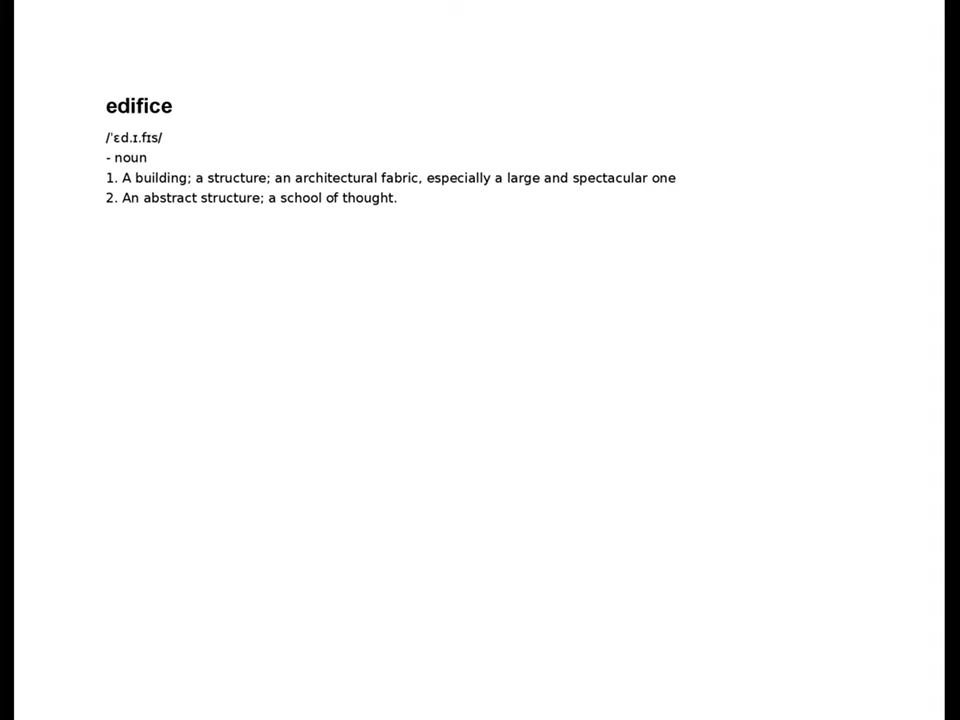 edifice
/ˈɛd.ɪ.fɪs/
- noun
1. A building; a structure; an architectural fabric, especially a large and spectacular one
2. An abstract structure; a school of thought.